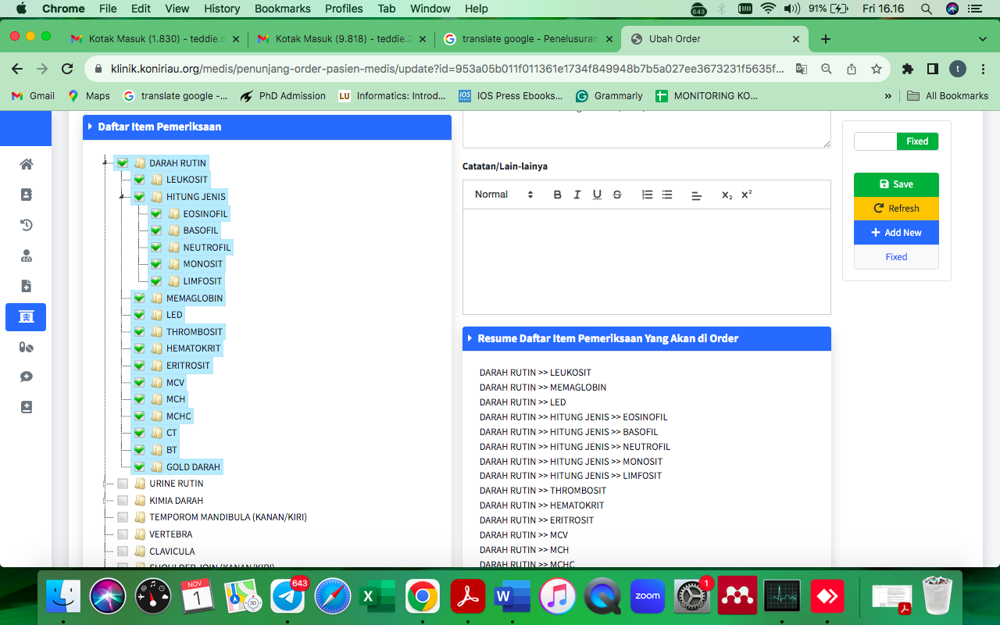 Chrome File Edit View History Bookmarks Profiles Tab Window Help 643 91% Fri 16.16
Kotak Masuk (1.830) - teddie.d Kotak Masuk (9.818) - teddie.2 translate google - Penelusuran Ubah Order
klinik.koniriau.org/medis/penunjang-order-pasien-medis/update?id=953a05b011f011361e1734f849948b7b5a027ee3673231f5635f... t
Gmail Maps translate google -... PhD Admission LU Informatics: Introd... IOS Press Ebooks... Grammarly MONITORING KO... » All Bookmarks
Daftar Item Pemeriksaan
DARAH RUTIN
LEUKOSIT
HITUNG JENIS
EOSINOFIL
BASOFIL
NEUTROFIL
MONOSIT
LIMFOSIT
MEMAGLOBIN
LED
THROMBOSIT
HEMATOKRIT
ERITROSIT
MCV
MCH
MCHC
CT
BT
GOLD DARAH
URINE RUTIN
KIMIA DARAH
TEMPOROM MANDIBULA (KANAN/KIRI)
VERTEBRA
CLAVICULA
SHOULDER JOIN (KANAN/KIRI)
Catatan/Lain-lainya
Normal B I U S X₂ X²
Resume Daftar Item Pemeriksaan Yang Akan di Order
DARAH RUTIN >> LEUKOSIT
DARAH RUTIN >> MEMAGLOBIN
DARAH RUTIN >> LED
DARAH RUTIN >> HITUNG JENIS >> EOSINOFIL
DARAH RUTIN >> HITUNG JENIS >> BASOFIL
DARAH RUTIN >> HITUNG JENIS >> NEUTROFIL
DARAH RUTIN >> HITUNG JENIS >> MONOSIT
DARAH RUTIN >> HITUNG JENIS >> LIMFOSIT
DARAH RUTIN >> THROMBOSIT
DARAH RUTIN >> HEMATOKRIT
DARAH RUTIN >> ERITROSIT
DARAH RUTIN >> MCV
DARAH RUTIN >> MCH
DARAH RUTIN >> MCHC
Fixed
Save
Refresh
Add New
Fixed
NOV 1 3D 643 X W zoom 1